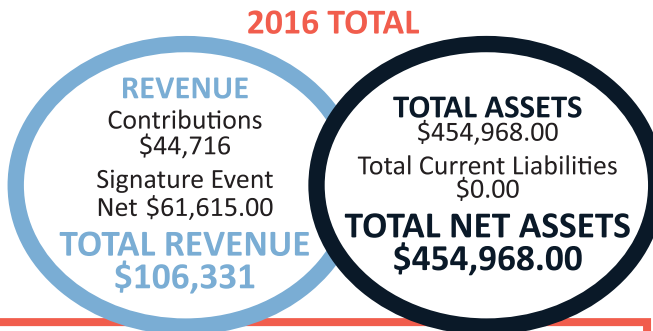 2016 TOTAL
REVENUE
Contributions
$44,716
Signature Event
Net $61,615.00
TOTAL REVENUE
$106,331
TOTAL ASSETS
$454,968.00
Total Current Liabilities
$0.00
TOTAL NET ASSETS
$454,968.00